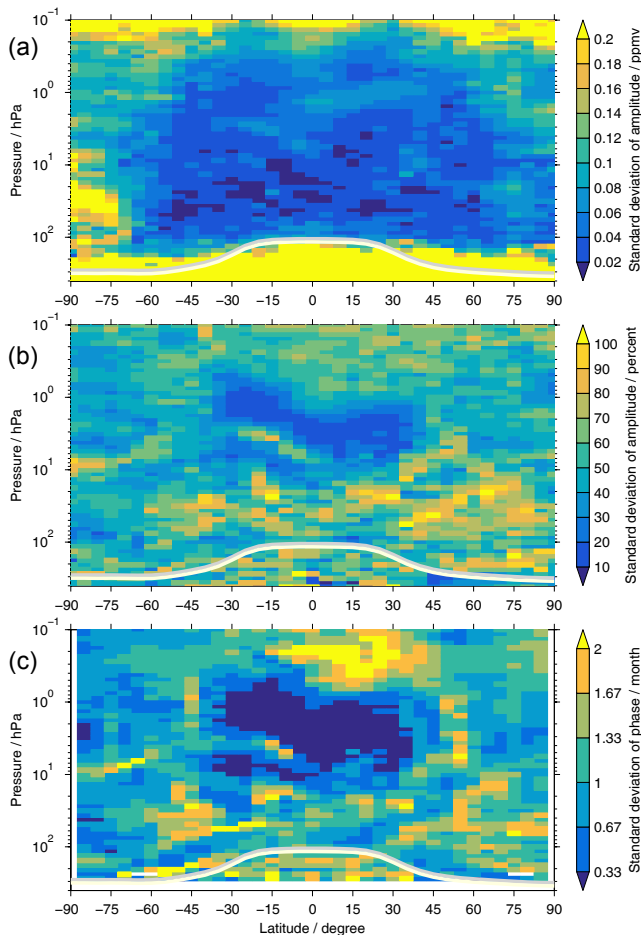 (a)
10⁻¹
10⁰
10¹
10²
Pressure / hPa
−90 −75 −60 −45 −30 −15 0 15 30 45 60 75 90
0.2
0.18
0.16
0.14
0.12
0.1
0.08
0.06
0.04
0.02
Standard deviation of amplitude / ppmv
(b)
10⁻¹
10⁰
10¹
10²
Pressure / hPa
−90 −75 −60 −45 −30 −15 0 15 30 45 60 75 90
100
90
80
70
60
50
40
30
20
10
Standard deviation of amplitude / percent
(c)
10⁻¹
10⁰
10¹
10²
Pressure / hPa
−90 −75 −60 −45 −30 −15 0 15 30 45 60 75 90
Latitude / degree
2
1.67
1.33
1
0.67
0.33
Standard deviation of phase / month